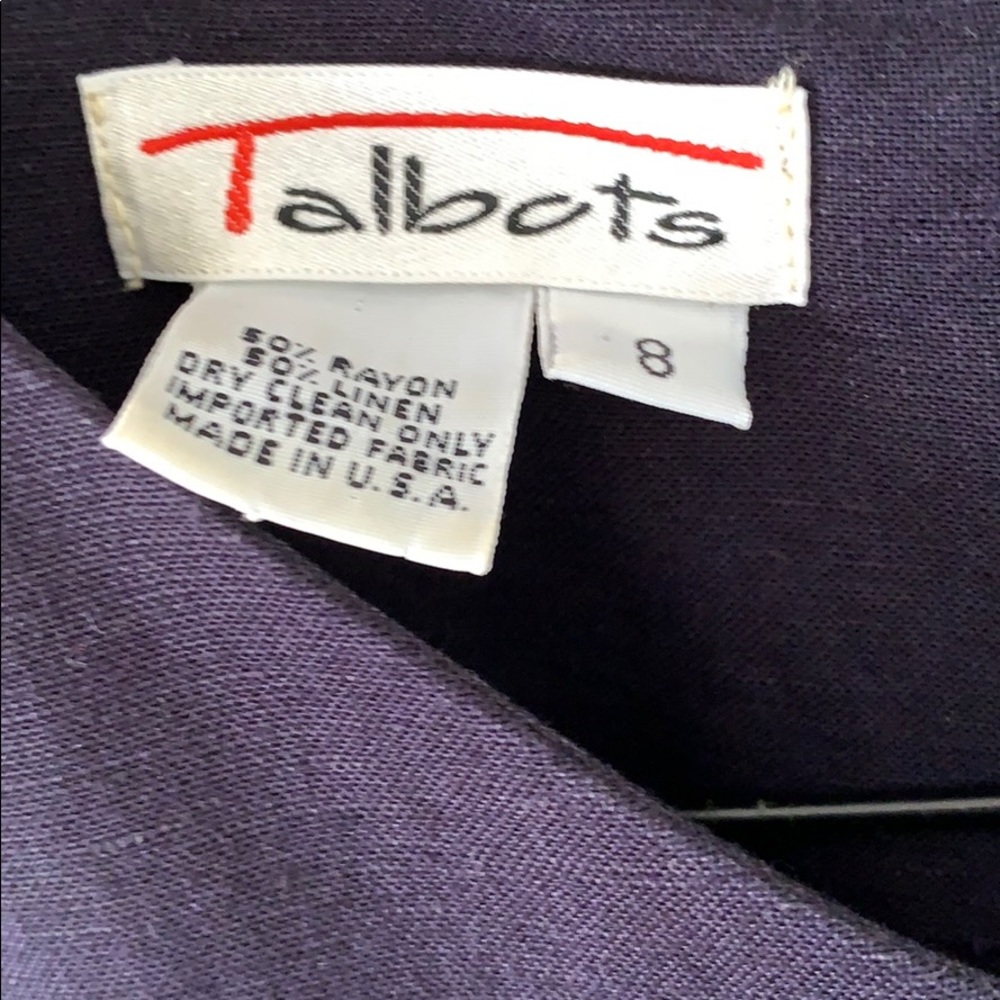 Talbots
8
50% RAYON
50% LINEN
DRY CLEAN ONLY
IMPORTED FABRIC
MADE IN U.S.A.